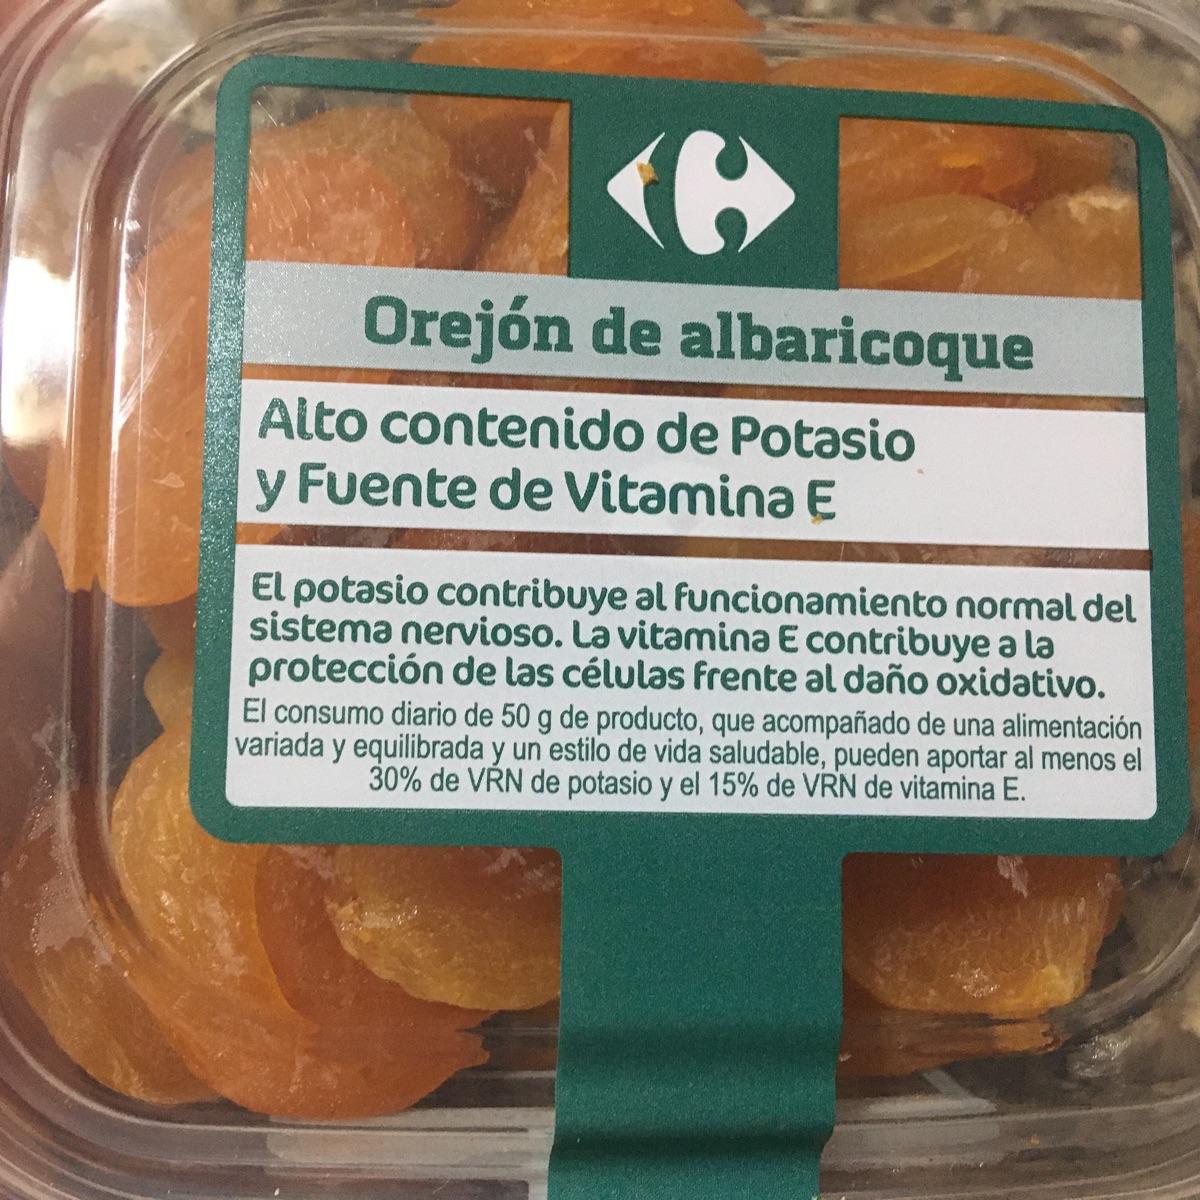 Orejón de albaricoque
Alto contenido de Potasio
y Fuente de Vitamina E
El potasio contribuye al funcionamiento normal del
sistema nervioso. La vitamina E contribuye a la
protección de las células frente al daño oxidativo.
El consumo diario de 50 g de producto, que acompañado de una alimentación
variada y equilibrada y un estilo de vida saludable, pueden aportar al menos el
30% de VRN de potasio y el 15% de VRN de vitamina E.